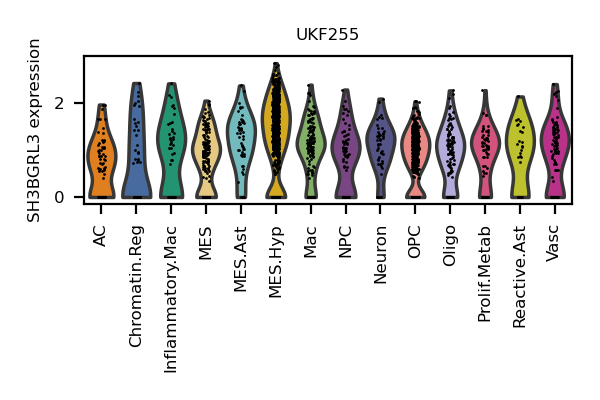 UKF255
SH3BGRL3 expression
2
0
AC
Chromatin.Reg
Inflammatory.Mac
MES
MES.Ast
MES.Hyp
Mac
NPC
Neuron
OPC
Oligo
Prolif.Metab
Reactive.Ast
Vasc